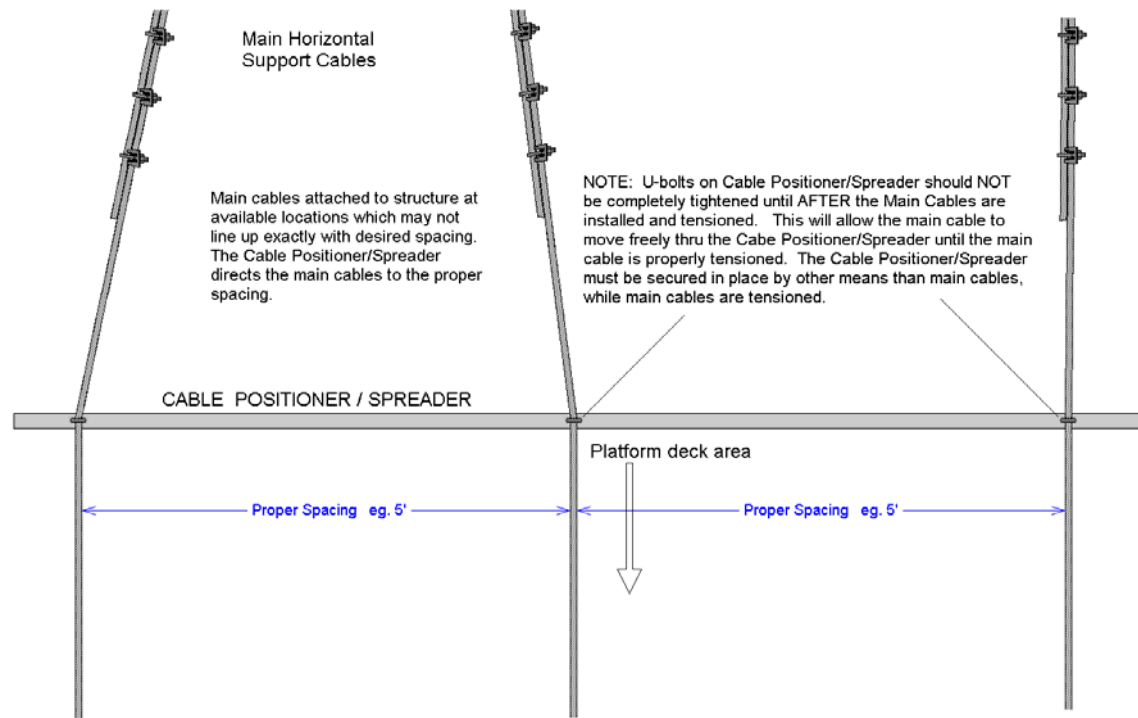 Main Horizontal
Support Cables
Main cables attached to structure at
available locations which may not
line up exactly with desired spacing.
The Cable Positioner/Spreader
directs the main cables to the proper
spacing.
NOTE: U-bolts on Cable Positioner/Spreader should NOT
be completely tightened until AFTER the Main Cables are
installed and tensioned. This will allow the main cable to
move freely thru the Cabe Positioner/Spreader until the main
cable is properly tensioned. The Cable Positioner/Spreader
must be secured in place by other means than main cables,
while main cables are tensioned.
CABLE POSITIONER / SPREADER
Platform deck area
Proper Spacing eg. 5'
Proper Spacing eg. 5'